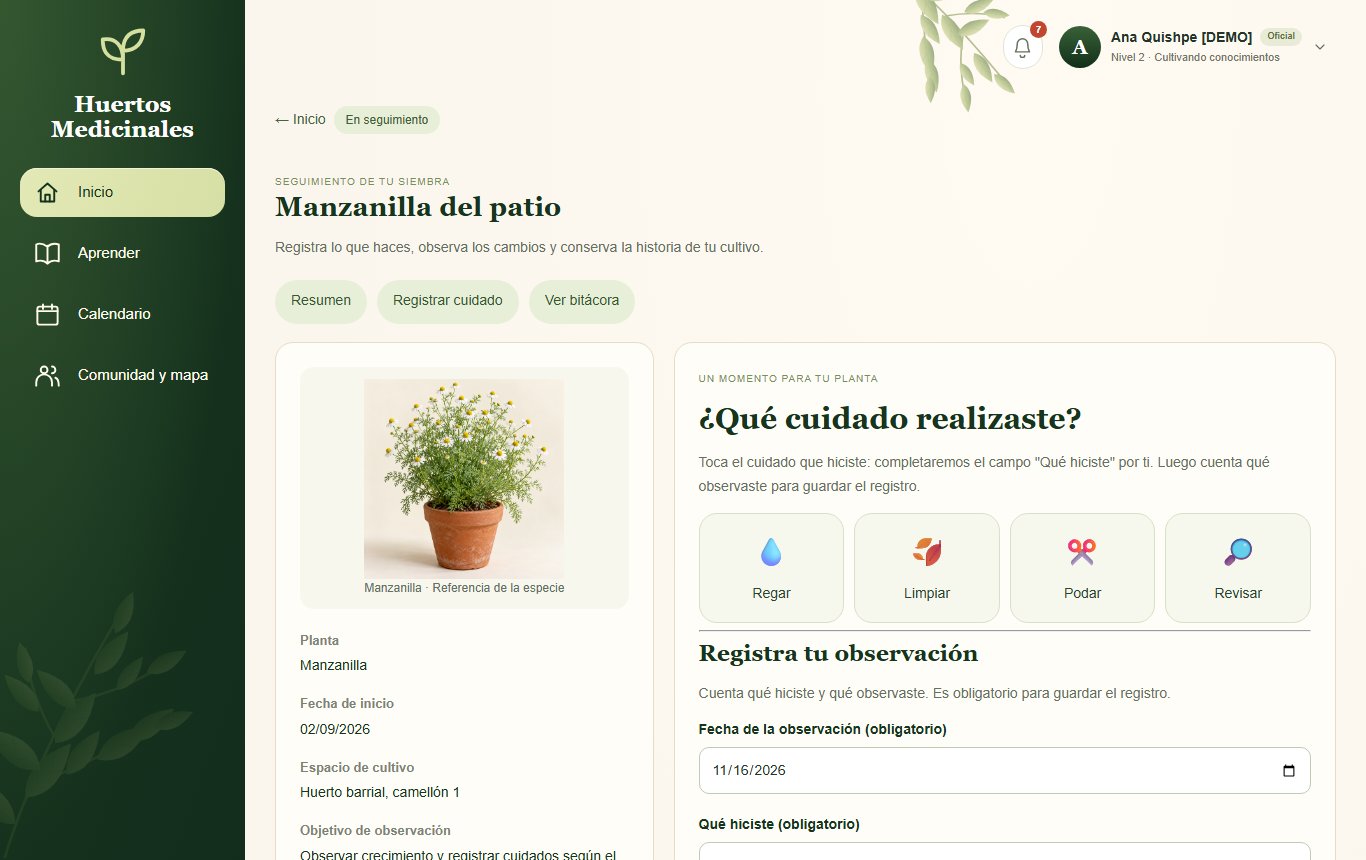 Huertos
Medicinales
Inicio
Aprender
Calendario
Comunidad y mapa
7
A
Ana Quishpe [DEMO]
Oficial
Nivel 2 · Cultivando conocimientos
← Inicio
En seguimiento
SEGUIMIENTO DE TU SIEMBRA
Manzanilla del patio
Registra lo que haces, observa los cambios y conserva la historia de tu cultivo.
Resumen
Registrar cuidado
Ver bitácora
Manzanilla · Referencia de la especie
Planta
Manzanilla
Fecha de inicio
02/09/2026
Espacio de cultivo
Huerto barrial, camellón 1
Objetivo de observación
Observar crecimiento y registrar cuidados según el
UN MOMENTO PARA TU PLANTA
¿Qué cuidado realizaste?
Toca el cuidado que hiciste: completaremos el campo "Qué hiciste" por ti. Luego cuenta qué
observaste para guardar el registro.
Regar
Limpiar
Podar
Revisar
Registra tu observación
Cuenta qué hiciste y qué observaste. Es obligatorio para guardar el registro.
Fecha de la observación (obligatorio)
11/16/2026
Qué hiciste (obligatorio)